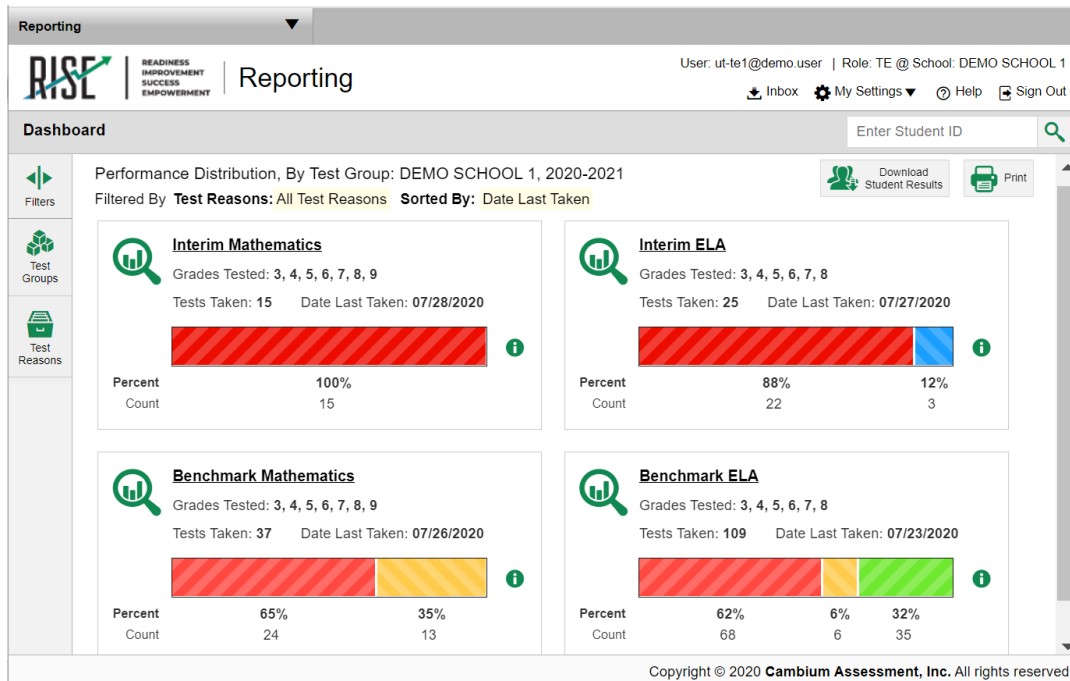 Reporting
RISE
READINESS
IMPROVEMENT
SUCCESS
EMPOWERMENT
Reporting
User: ut-te1@demo.user | Role: TE @ School: DEMO SCHOOL 1
Inbox My Settings Help Sign Out
Dashboard
Enter Student ID
Filters
Test
Groups
Test
Reasons
Performance Distribution, By Test Group: DEMO SCHOOL 1, 2020-2021
Filtered By Test Reasons: All Test Reasons Sorted By: Date Last Taken
Download
Student Results
Print
Interim Mathematics
Grades Tested: 3, 4, 5, 6, 7, 8, 9
Tests Taken: 15 Date Last Taken: 07/28/2020
Percent 100%
Count 15
Interim ELA
Grades Tested: 3, 4, 5, 6, 7, 8
Tests Taken: 25 Date Last Taken: 07/27/2020
Percent 88% 12%
Count 22 3
Benchmark Mathematics
Grades Tested: 3, 4, 5, 6, 7, 8, 9
Tests Taken: 37 Date Last Taken: 07/26/2020
Percent 65% 35%
Count 24 13
Benchmark ELA
Grades Tested: 3, 4, 5, 6, 7, 8
Tests Taken: 109 Date Last Taken: 07/23/2020
Percent 62% 6% 32%
Count 68 6 35
Copyright © 2020 Cambium Assessment, Inc. All rights reserved